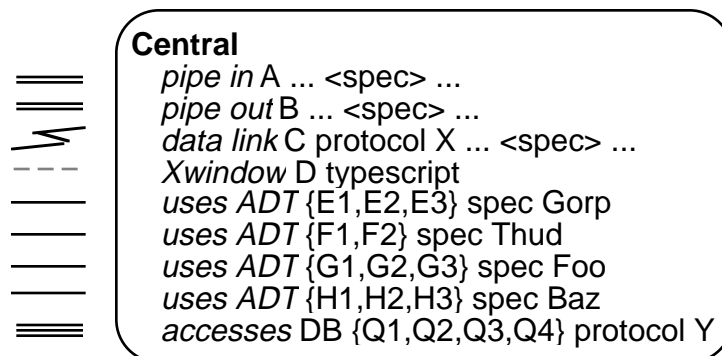 Central
pipe in A ... <spec> ...
pipe out B ... <spec> ...
data link C protocol X ... <spec> ...
Xwindow D typescript
uses ADT {E1,E2,E3} spec Gorp
uses ADT {F1,F2} spec Thud
uses ADT {G1,G2,G3} spec Foo
uses ADT {H1,H2,H3} spec Baz
accesses DB {Q1,Q2,Q3,Q4} protocol Y